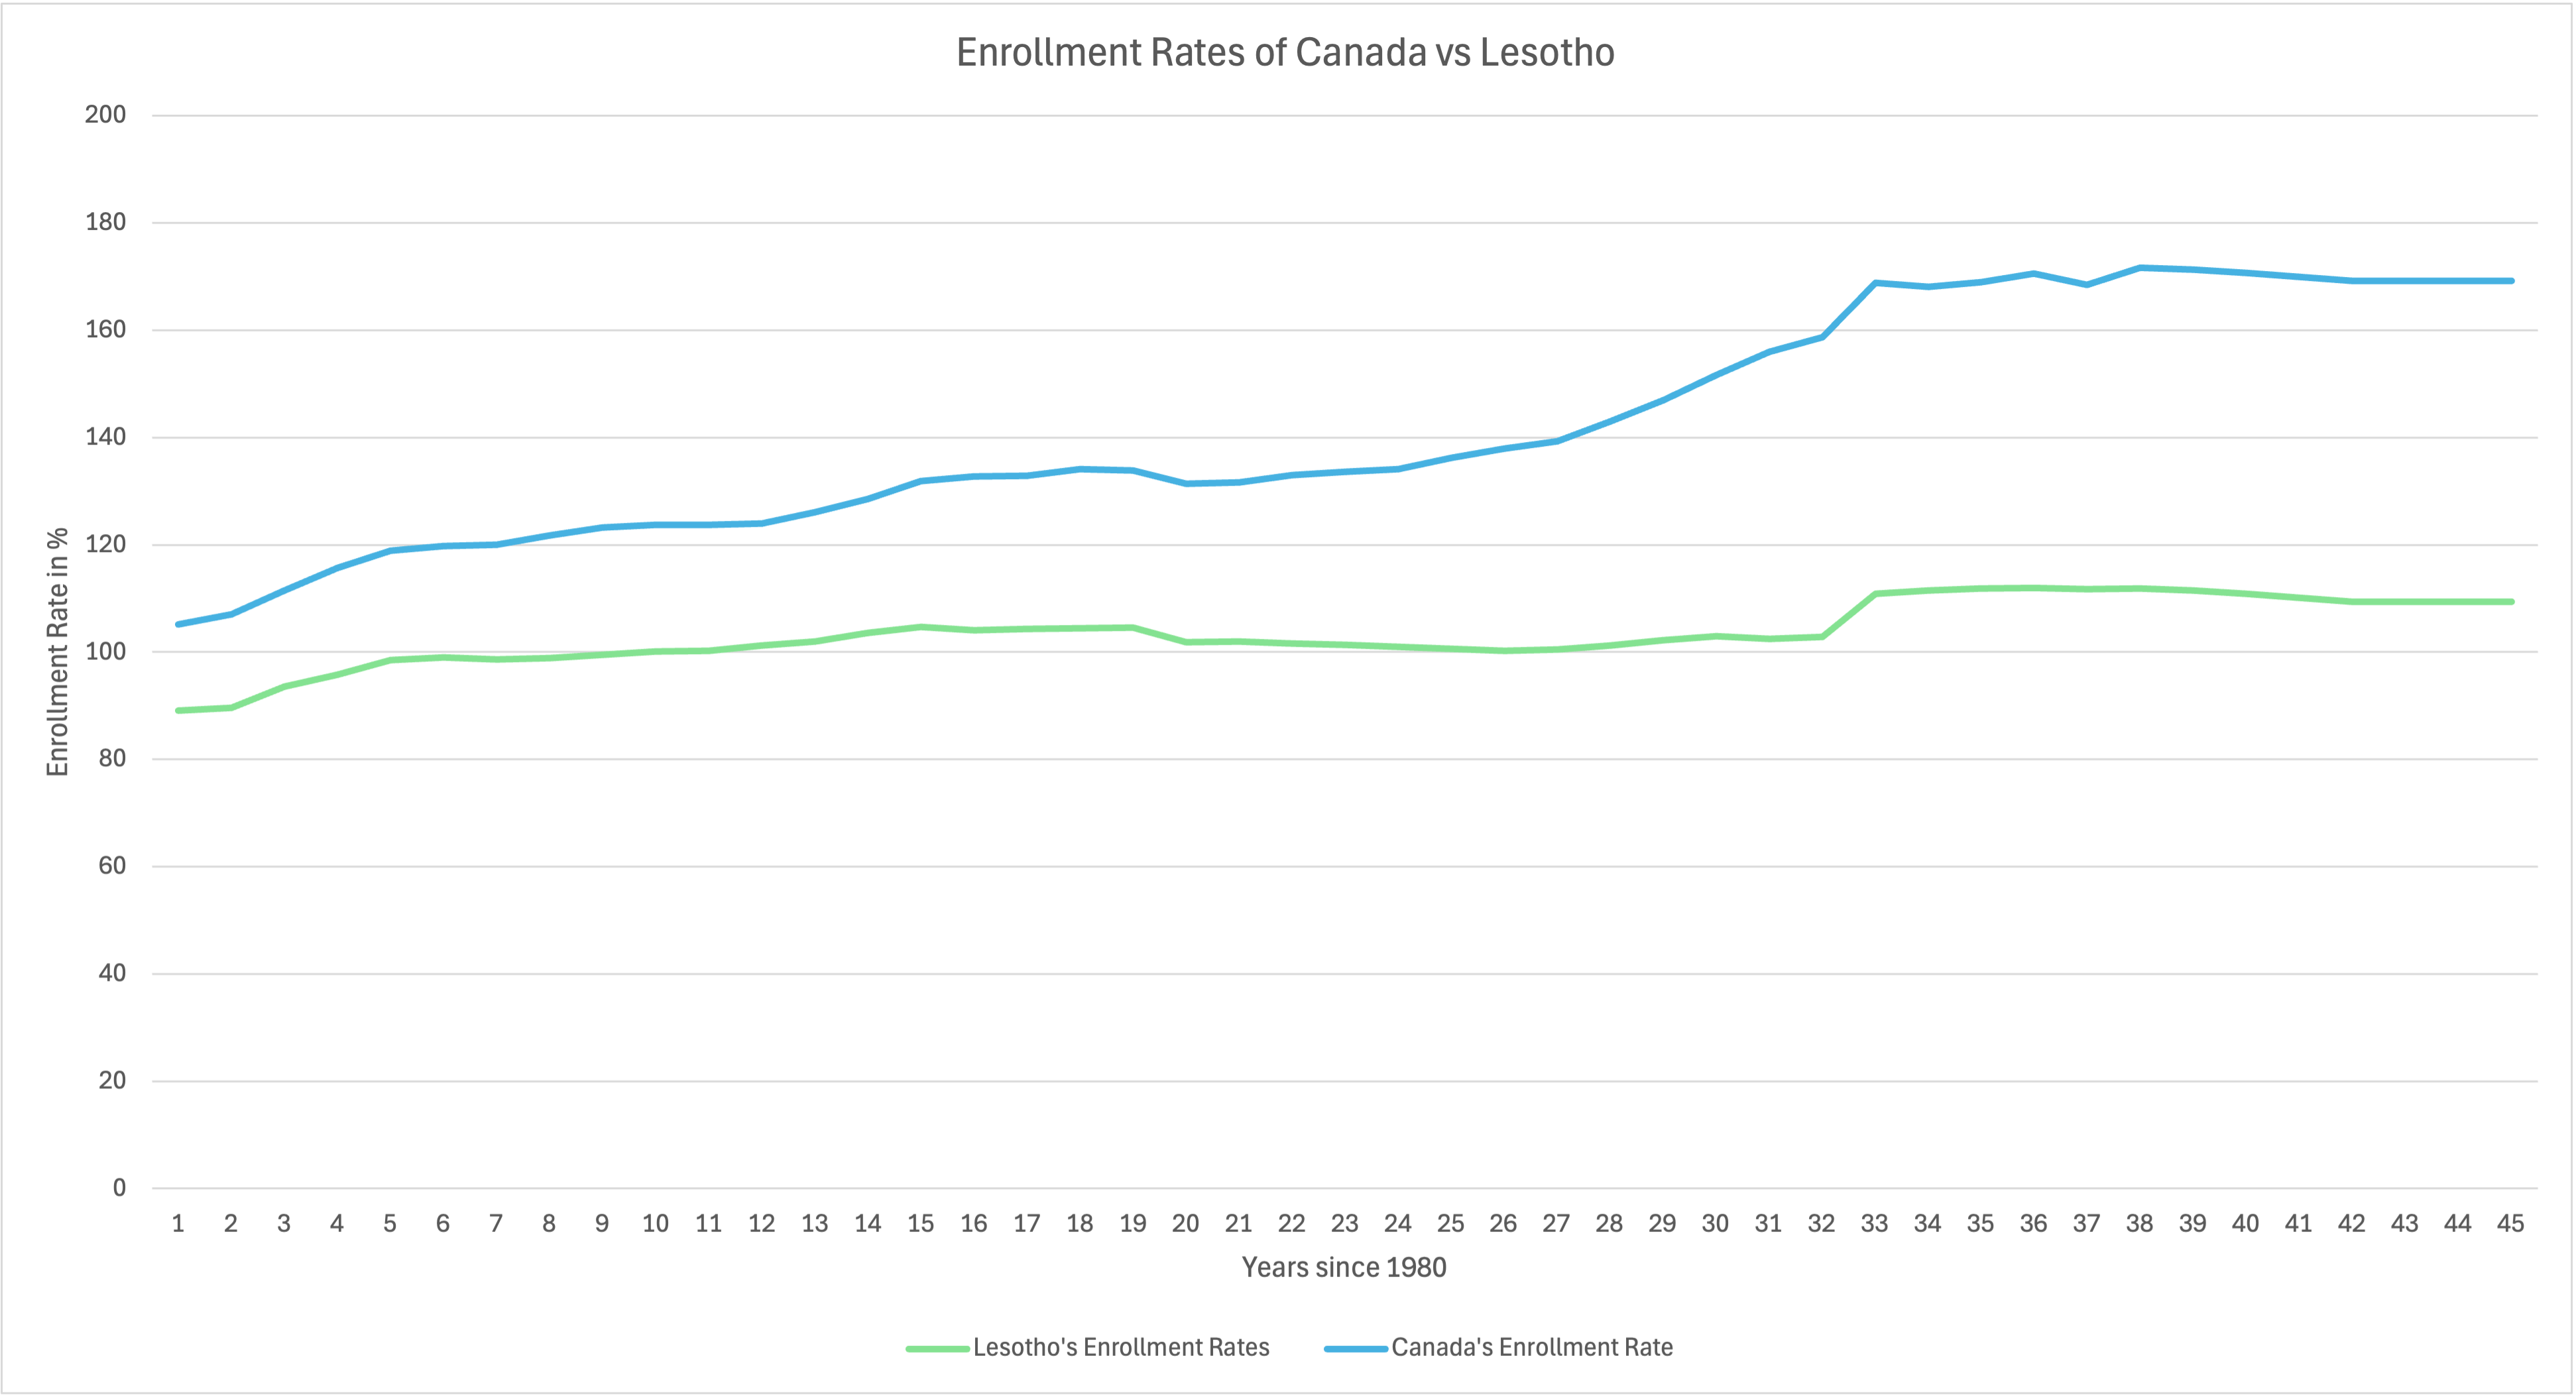 Enrollment Rates of Canada vs Lesotho
200
180
160
140
120
100
80
60
40
20
0
Enrollment Rate in %
1 2 3 4 5 6 7 8 9 10 11 12 13 14 15 16 17 18 19 20 21 22 23 24 25 26 27 28 29 30 31 32 33 34 35 36 37 38 39 40 41 42 43 44 45
Years since 1980
Lesotho's Enrollment Rates Canada's Enrollment Rate